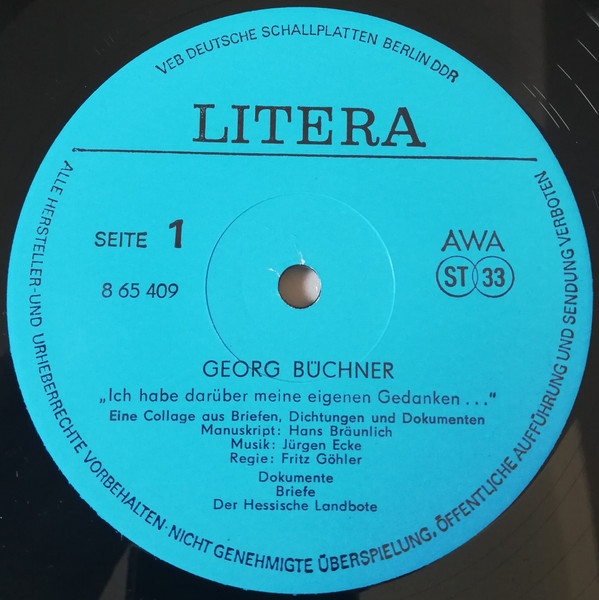 VEB DEUTSCHE SCHALLPLATTEN BERLIN DDR
LITERA
SEITE 1
8 65 409
AWA
ST 33
GEORG BÜCHNER
„Ich habe darüber meine eigenen Gedanken..."
Eine Collage aus Briefen, Dichtungen und Dokumenten
Manuskript: Hans Bräunlich
Musik: Jürgen Ecke
Regie: Fritz Göhler
Dokumente
Briefe
Der Hessische Landbote
ALLE HERSTELLER- UND URHEBERRECHTE VORBEHALTEN · NICHT GENEHMIGTE ÜBERSPIELUNG, ÖFFENTLICHE AUFFÜHRUNG UND SENDUNG VERBOTEN